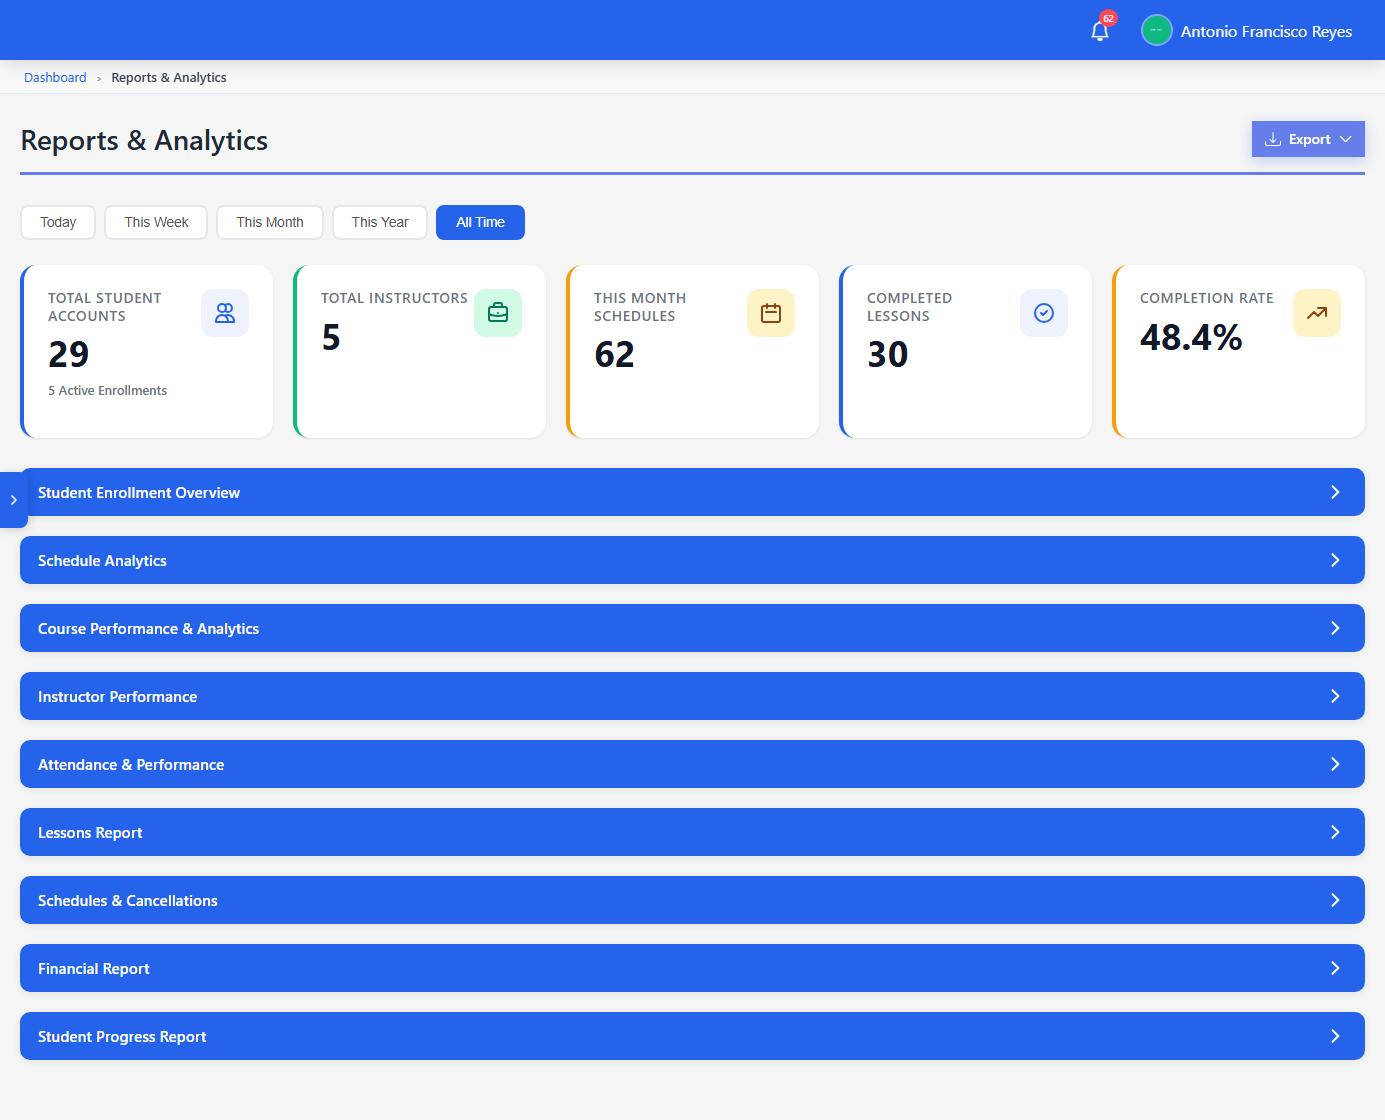 62
Antonio Francisco Reyes
Dashboard > Reports & Analytics
Reports & Analytics
Export
Today
This Week
This Month
This Year
All Time
TOTAL STUDENT
ACCOUNTS
29
5 Active Enrollments
TOTAL INSTRUCTORS
5
THIS MONTH
SCHEDULES
62
COMPLETED
LESSONS
30
COMPLETION RATE
48.4%
Student Enrollment Overview
Schedule Analytics
Course Performance & Analytics
Instructor Performance
Attendance & Performance
Lessons Report
Schedules & Cancellations
Financial Report
Student Progress Report